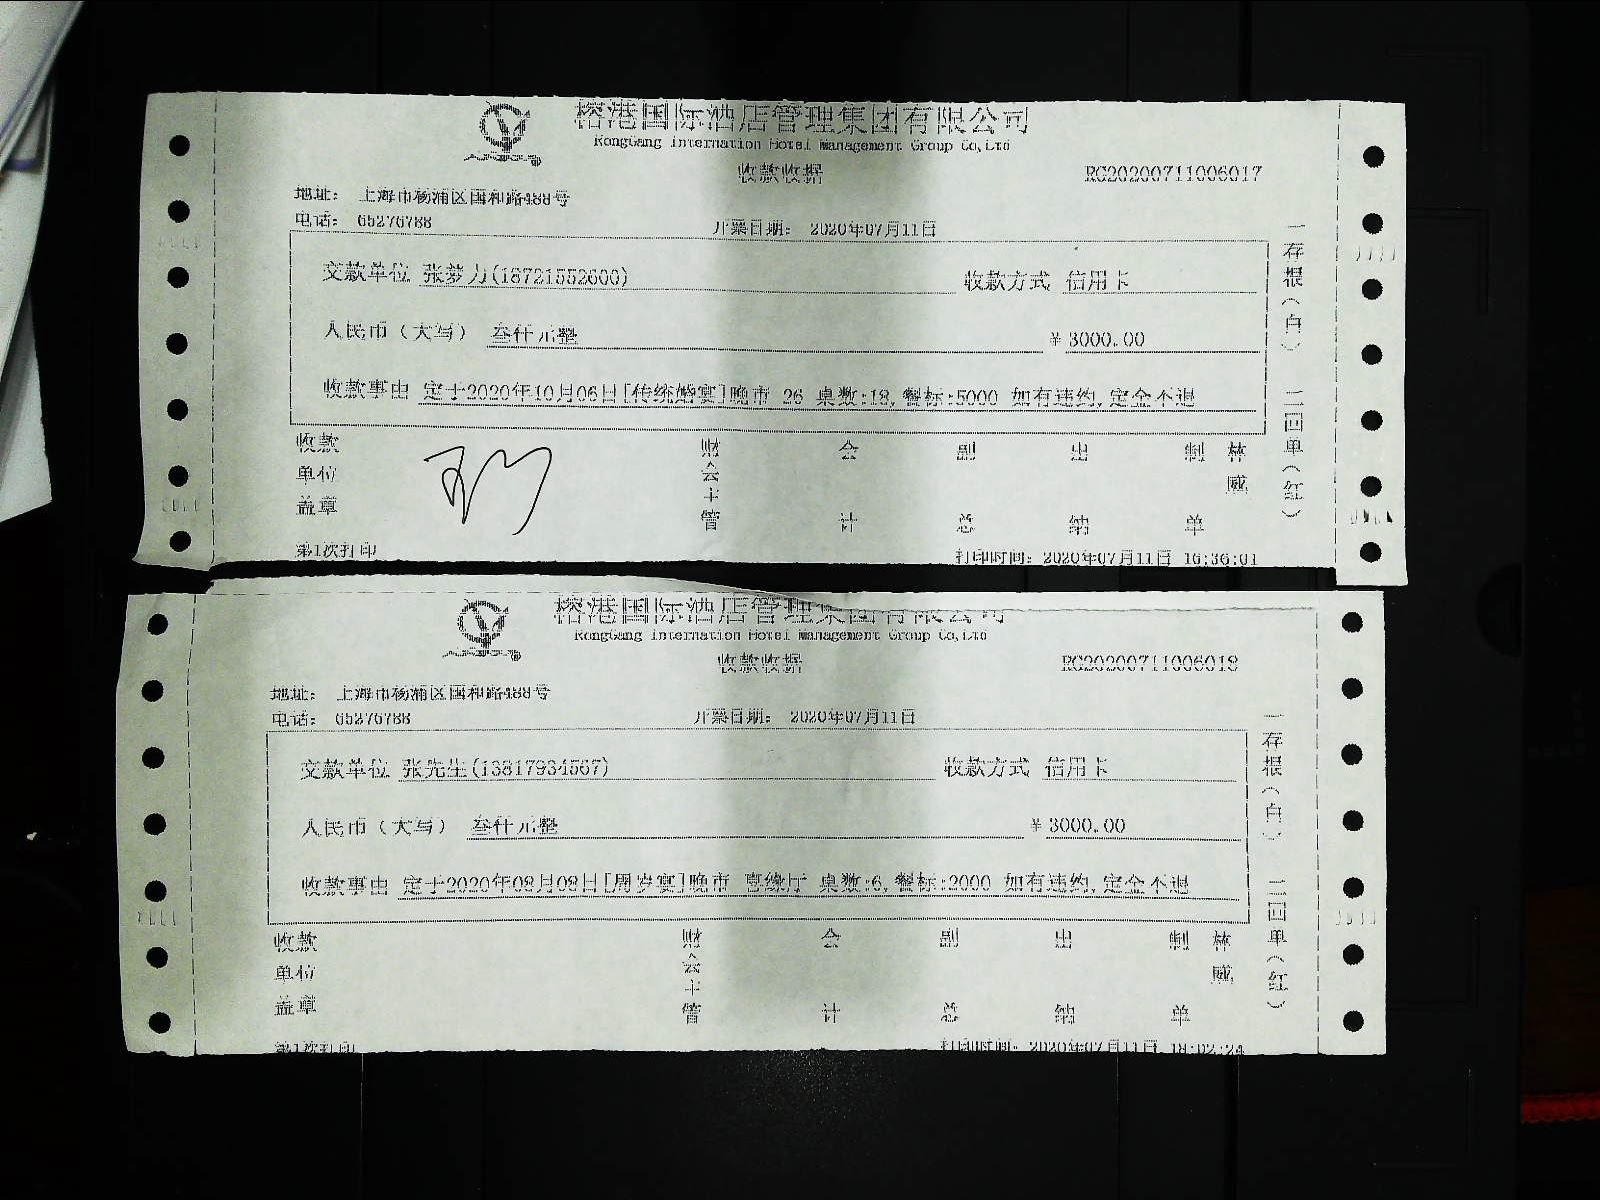 榕港国际酒店管理集团有限公司
RongGang Internation Hotel Management Group Co,Ltd
收款收据 RG20200711006017
地址： 上海市杨浦区国和路488号
电话： 65276788 开票日期： 2020年07月11日
交款单位 张梦力(18721552600) 收款方式 信用卡
人民币（大写） 叁仟元整 ￥3000.00
收款事由 定于2020年10月06日[传统婚宴]晚市 26 桌数:18,餐标:5000 如有违约,定金不退
收款单位盖章 财会主管 会计 副总 出纳 制单 林威
一存根(白) 二回单(红)
第1次打印 打印时间: 2020年07月11日 16:36:01
榕港国际酒店管理集团有限公司
RongGang Internation Hotel Management Group Co,Ltd
收款收据 RG20200711006018
地址： 上海市杨浦区国和路488号
电话： 65276788 开票日期： 2020年07月11日
交款单位 张先生(13817934567) 收款方式 信用卡
人民币（大写） 叁仟元整 ￥3000.00
收款事由 定于2020年08月08日[周岁宴]晚市 喜缘厅 桌数:6,餐标:2000 如有违约,定金不退
收款单位盖章 财会主管 会计 副总 出纳 制单 林威
一存根(白) 二回单(红)
第1次打印 打印时间: 2020年07月11日 18:02:24